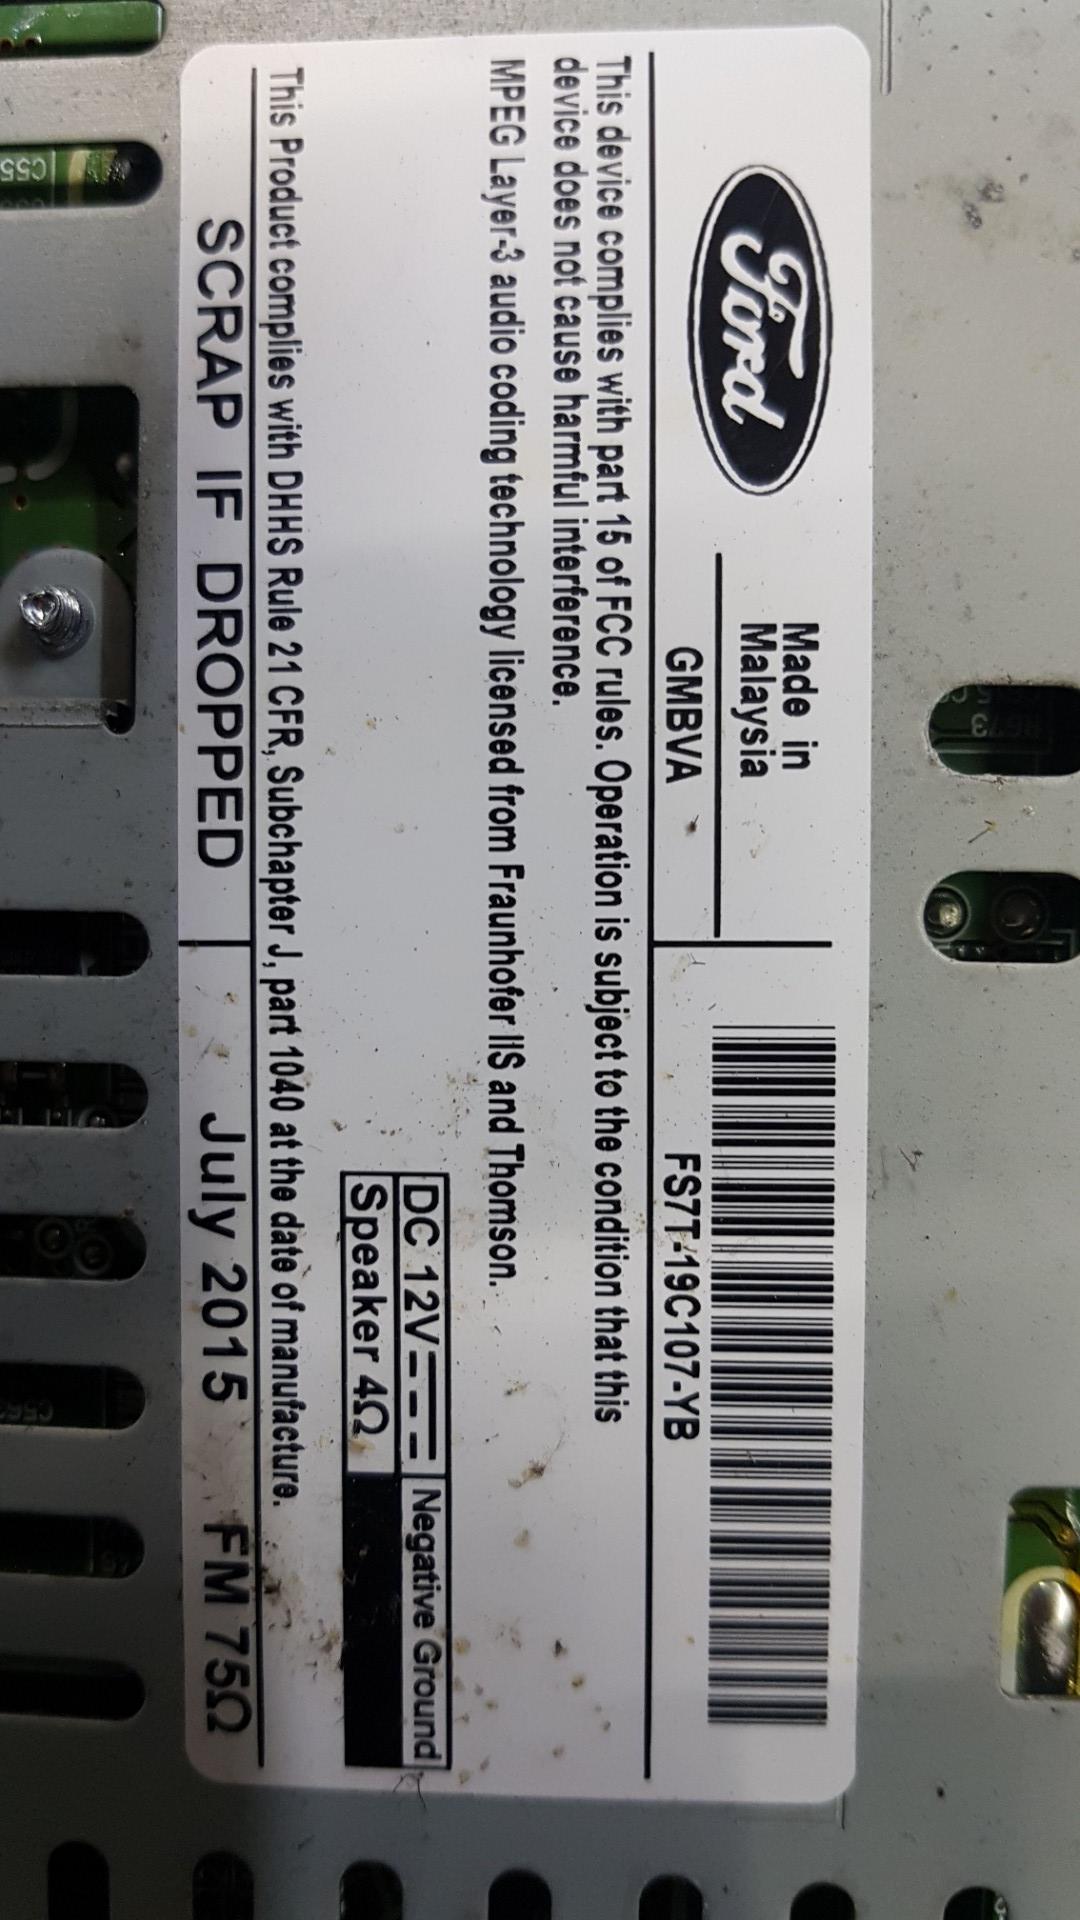 Ford
Made in
Malaysia
GMBVA
FS7T-19C107-YB
This device complies with part 15 of FCC rules. Operation is subject to the condition that this
device does not cause harmful interference.
MPEG Layer-3 audio coding technology licensed from Fraunhofer IIS and Thomson.
DC 12V
Negative Ground
Speaker 4Ω
This Product complies with DHHS Rule 21 CFR, Subchapter J, part 1040 at the date of manufacture.
SCRAP IF DROPPED
July 2015 FM 75Ω